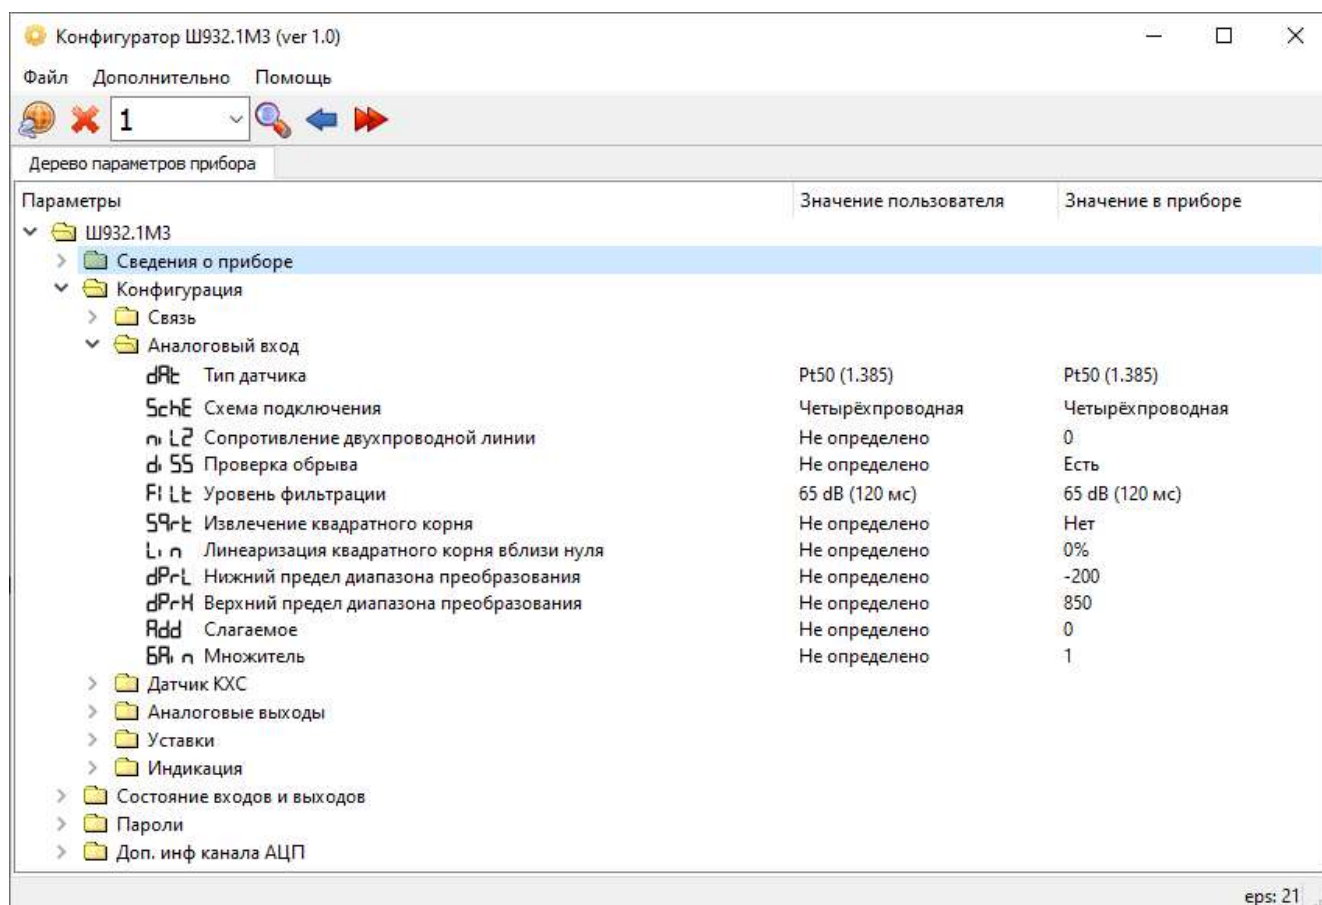 Конфигуратор Ш932.1М3 (ver 1.0)
Файл Дополнительно Помощь
1
Дерево параметров прибора
Параметры Значение пользователя Значение в приборе
Ш932.1М3
Сведения о приборе
Конфигурация
Связь
Аналоговый вход
dAt Тип датчика Pt50 (1.385) Pt50 (1.385)
SchE Схема подключения Четырёхпроводная Четырёхпроводная
niL2 Сопротивление двухпроводной линии Не определено 0
diSS Проверка обрыва Не определено Есть
FiLt Уровень фильтрации 65 dB (120 мс) 65 dB (120 мс)
Sqrt Извлечение квадратного корня Не определено Нет
Lin Линеаризация квадратного корня вблизи нуля Не определено 0%
dPrL Нижний предел диапазона преобразования Не определено -200
dPrH Верхний предел диапазона преобразования Не определено 850
Add Слагаемое Не определено 0
GAin Множитель Не определено 1
Датчик КХС
Аналоговые выходы
Уставки
Индикация
Состояние входов и выходов
Пароли
Доп. инф канала АЦП
eps: 21